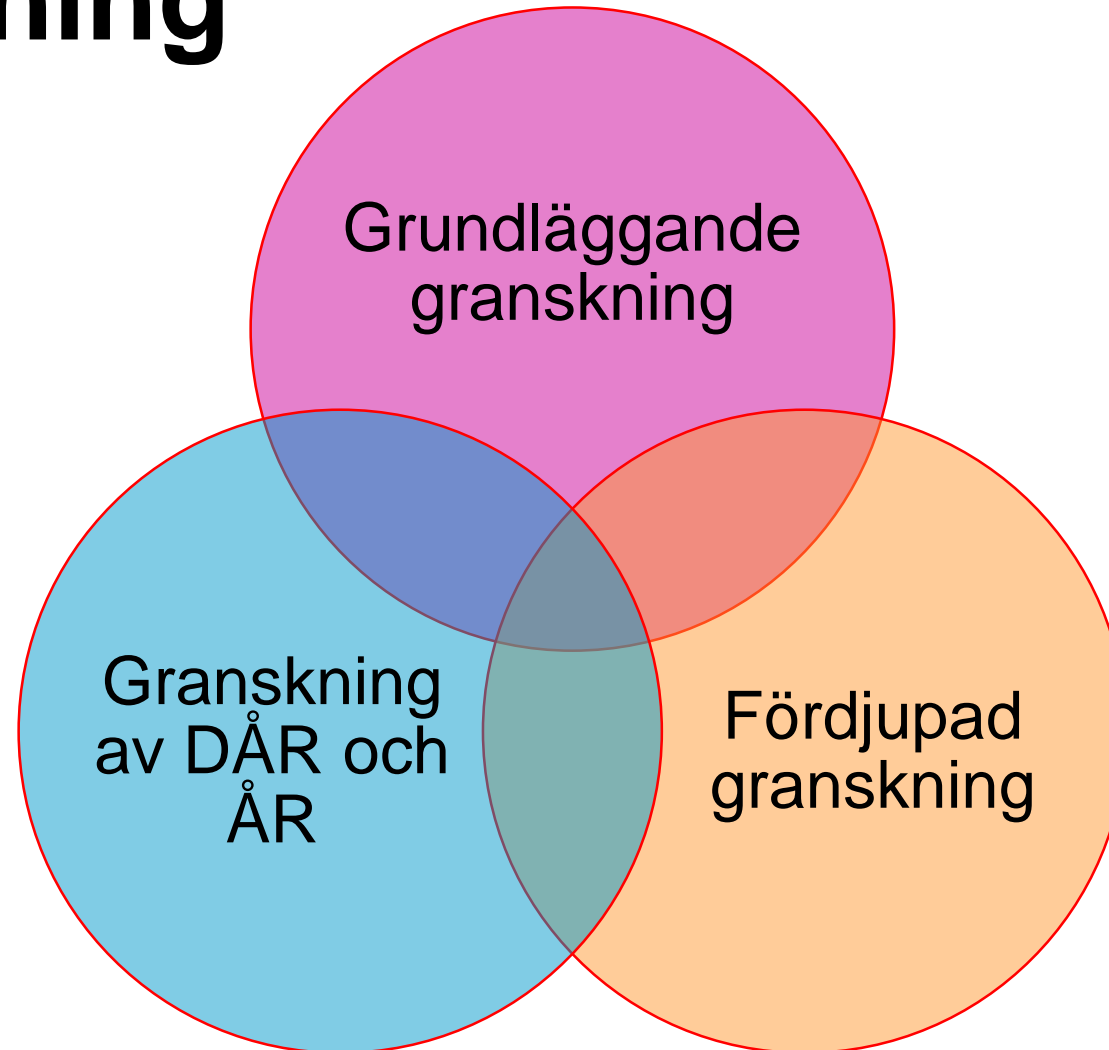 ning
Grundläggande
granskning
Granskning
av DÅR och
ÅR
Fördjupad
granskning